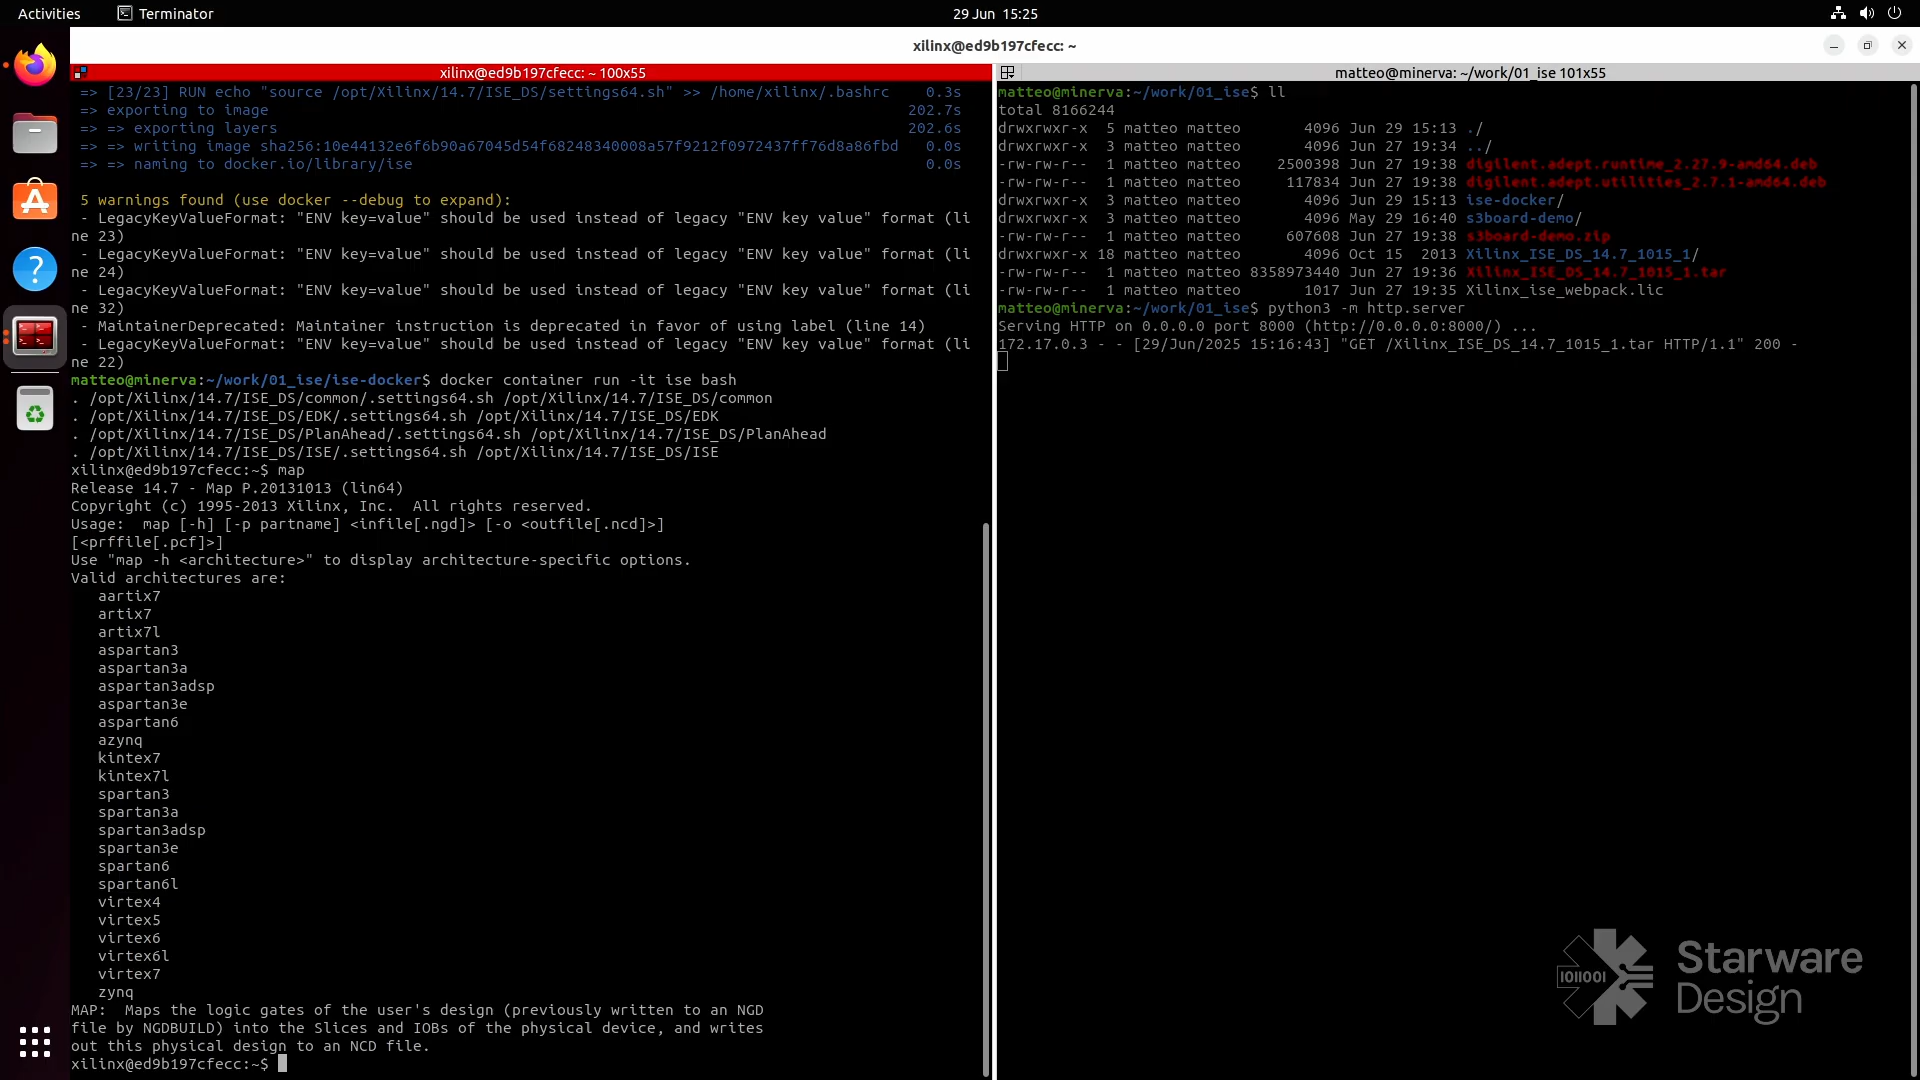 Activities
Terminator
29 Jun 15:25
xilinx@ed9b197cfecc: ~
xilinx@ed9b197cfecc: ~ 100x55
=> [23/23] RUN echo "source /opt/Xilinx/14.7/ISE_DS/settings64.sh" >> /home/xilinx/.bashrc 0.3s
=> exporting to image 202.7s
=> => exporting layers 202.6s
=> => writing image sha256:10e44132e6f6b90a67045d54f68248340008a57f9212f0972437ff76d8a86fbd 0.0s
=> => naming to docker.io/library/ise 0.0s
5 warnings found (use docker --debug to expand):
- LegacyKeyValueFormat: "ENV key=value" should be used instead of legacy "ENV key value" format (li
ne 23)
- LegacyKeyValueFormat: "ENV key=value" should be used instead of legacy "ENV key value" format (li
ne 24)
- LegacyKeyValueFormat: "ENV key=value" should be used instead of legacy "ENV key value" format (li
ne 32)
- MaintainerDeprecated: Maintainer instruction is deprecated in favor of using label (line 14)
- LegacyKeyValueFormat: "ENV key=value" should be used instead of legacy "ENV key value" format (li
ne 22)
matteo@minerva:~/work/01_ise/ise-docker$ docker container run -it ise bash
. /opt/Xilinx/14.7/ISE_DS/common/.settings64.sh /opt/Xilinx/14.7/ISE_DS/common
. /opt/Xilinx/14.7/ISE_DS/EDK/.settings64.sh /opt/Xilinx/14.7/ISE_DS/EDK
. /opt/Xilinx/14.7/ISE_DS/PlanAhead/.settings64.sh /opt/Xilinx/14.7/ISE_DS/PlanAhead
. /opt/Xilinx/14.7/ISE_DS/ISE/.settings64.sh /opt/Xilinx/14.7/ISE_DS/ISE
xilinx@ed9b197cfecc:~$ map
Release 14.7 - Map P.20131013 (lin64)
Copyright (c) 1995-2013 Xilinx, Inc.  All rights reserved.
Usage:  map [-h] [-p partname] <infile[.ngd]> [-o <outfile[.ncd]>]
[<prffile[.pcf]>]
Use "map -h <architecture>" to display architecture-specific options.
Valid architectures are:
aartix7
artix7
artix7l
aspartan3
aspartan3a
aspartan3adsp
aspartan3e
aspartan6
azynq
kintex7
kintex7l
spartan3
spartan3a
spartan3adsp
spartan3e
spartan6
spartan6l
virtex4
virtex5
virtex6
virtex6l
virtex7
zynq
MAP:  Maps the logic gates of the user's design (previously written to an NGD
file by NGDBUILD) into the Slices and IOBs of the physical device, and writes
out this physical design to an NCD file.
xilinx@ed9b197cfecc:~$
matteo@minerva: ~/work/01_ise 101x55
matteo@minerva:~/work/01_ise$ ll
total 8166244
drwxrwxr-x  5 matteo matteo       4096 Jun 29 15:13 ./
drwxrwxr-x  3 matteo matteo       4096 Jun 27 19:34 ../
-rw-rw-r--  1 matteo matteo    2500398 Jun 27 19:38 digilent.adept.runtime_2.27.9-amd64.deb
-rw-rw-r--  1 matteo matteo     117834 Jun 27 19:38 digilent.adept.utilities_2.7.1-amd64.deb
drwxrwxr-x  3 matteo matteo       4096 Jun 29 15:13 ise-docker/
drwxrwxr-x  3 matteo matteo       4096 May 29 16:40 s3board-demo/
-rw-rw-r--  1 matteo matteo     607608 Jun 27 19:38 s3board-demo.zip
drwxrwxr-x 18 matteo matteo       4096 Oct 15  2013 Xilinx_ISE_DS_14.7_1015_1/
-rw-rw-r--  1 matteo matteo 8358973440 Jun 27 19:36 Xilinx_ISE_DS_14.7_1015_1.tar
-rw-rw-r--  1 matteo matteo       1017 Jun 27 19:35 Xilinx_ise_webpack.lic
matteo@minerva:~/work/01_ise$ python3 -m http.server
Serving HTTP on 0.0.0.0 port 8000 (http://0.0.0.0:8000/) ...
172.17.0.3 - - [29/Jun/2025 15:16:43] "GET /Xilinx_ISE_DS_14.7_1015_1.tar HTTP/1.1" 200 -
1011001
Starware
Design